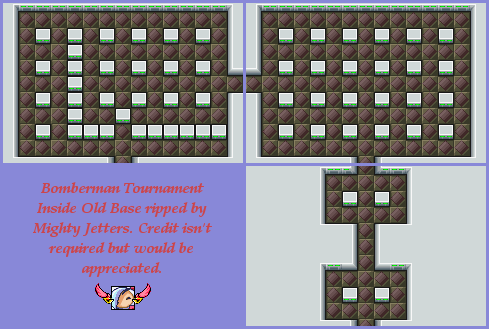 Bomberman Tournament
Inside Old Base ripped by
Mighty Jetters. Credit isn't
required but would be
appreciated.